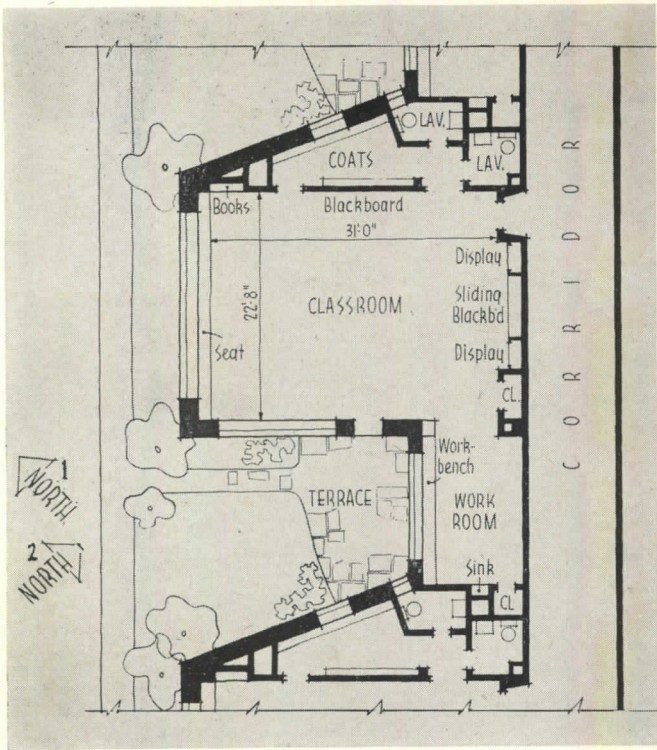 LAV.
COATS
LAV.
Books
Blackboard
31'·0"
Display
CLASSROOM
Sliding
Blackb'd
22'·8"
Seat
Display
CL.
CORRIDOR
Work-
bench
1
NORTH
TERRACE
WORK
ROOM
2
NORTH
Sink
CL